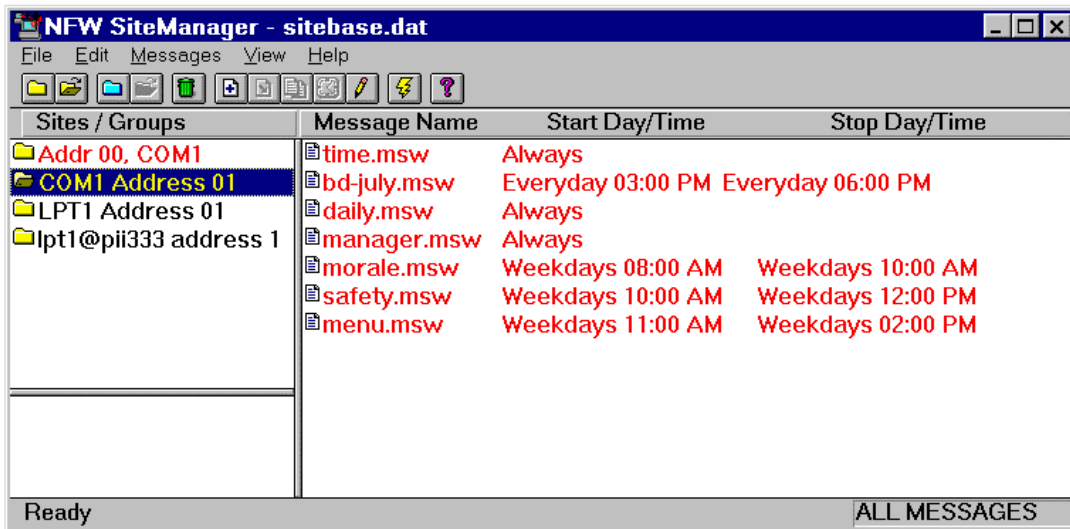 NFW SiteManager - sitebase.dat
File Edit Messages View Help
Sites / Groups Message Name Start Day/Time Stop Day/Time
Addr 00, COM1
COM1 Address 01
LPT1 Address 01
lpt1@pii333 address 1
time.msw Always
bd-july.msw Everyday 03:00 PM Everyday 06:00 PM
daily.msw Always
manager.msw Always
morale.msw Weekdays 08:00 AM Weekdays 10:00 AM
safety.msw Weekdays 10:00 AM Weekdays 12:00 PM
menu.msw Weekdays 11:00 AM Weekdays 02:00 PM
Ready ALL MESSAGES